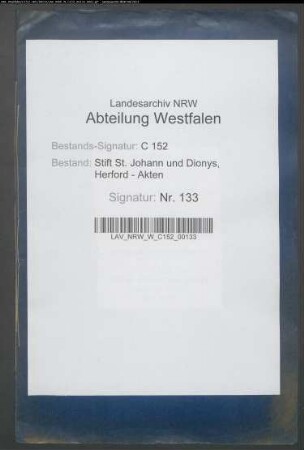 Landesarchiv NRW
Abteilung Westfalen
Bestands-Signatur: C 152
Bestand: Stift St. Johann und Dionys,
Herford - Akten
Signatur: Nr. 133
LAV_NRW_W_C152_00133